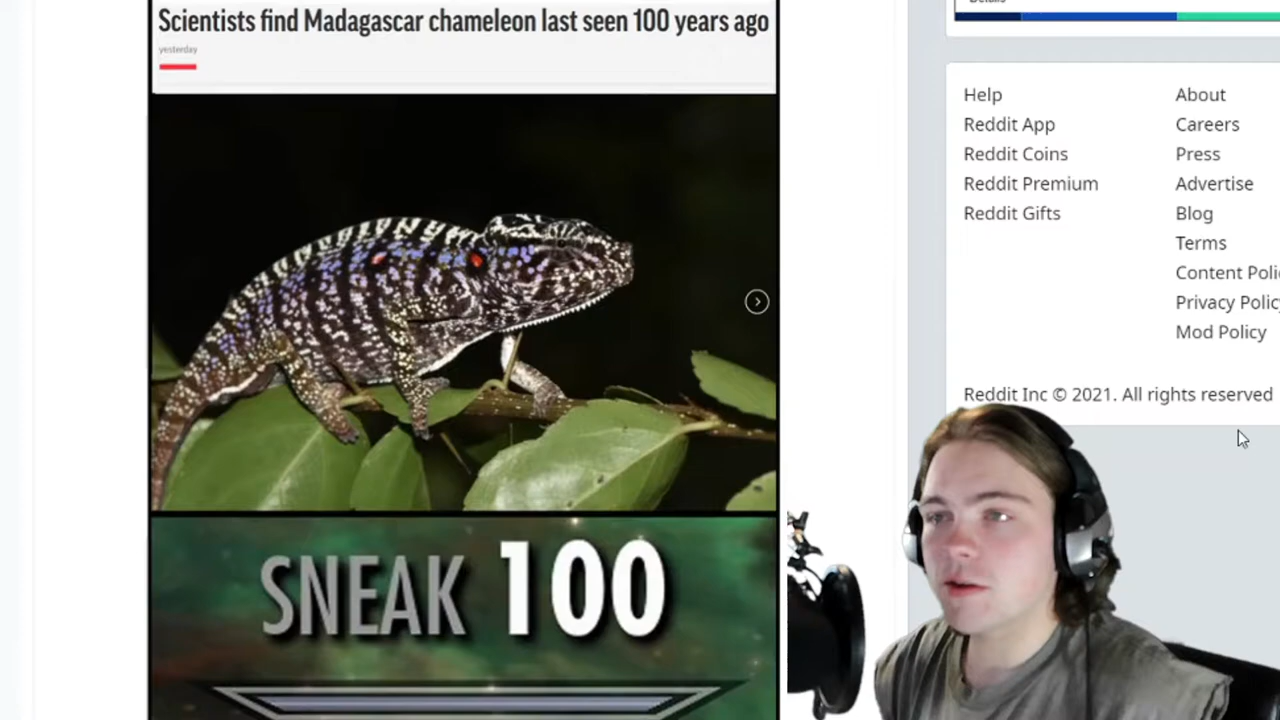 Scientists find Madagascar chameleon last seen 100 years ago
yesterday
SNEAK 100
Details
Help
Reddit App
Reddit Coins
Reddit Premium
Reddit Gifts
About
Careers
Press
Advertise
Blog
Terms
Content Poli
Privacy Policy
Mod Policy
Reddit Inc © 2021. All rights reserved